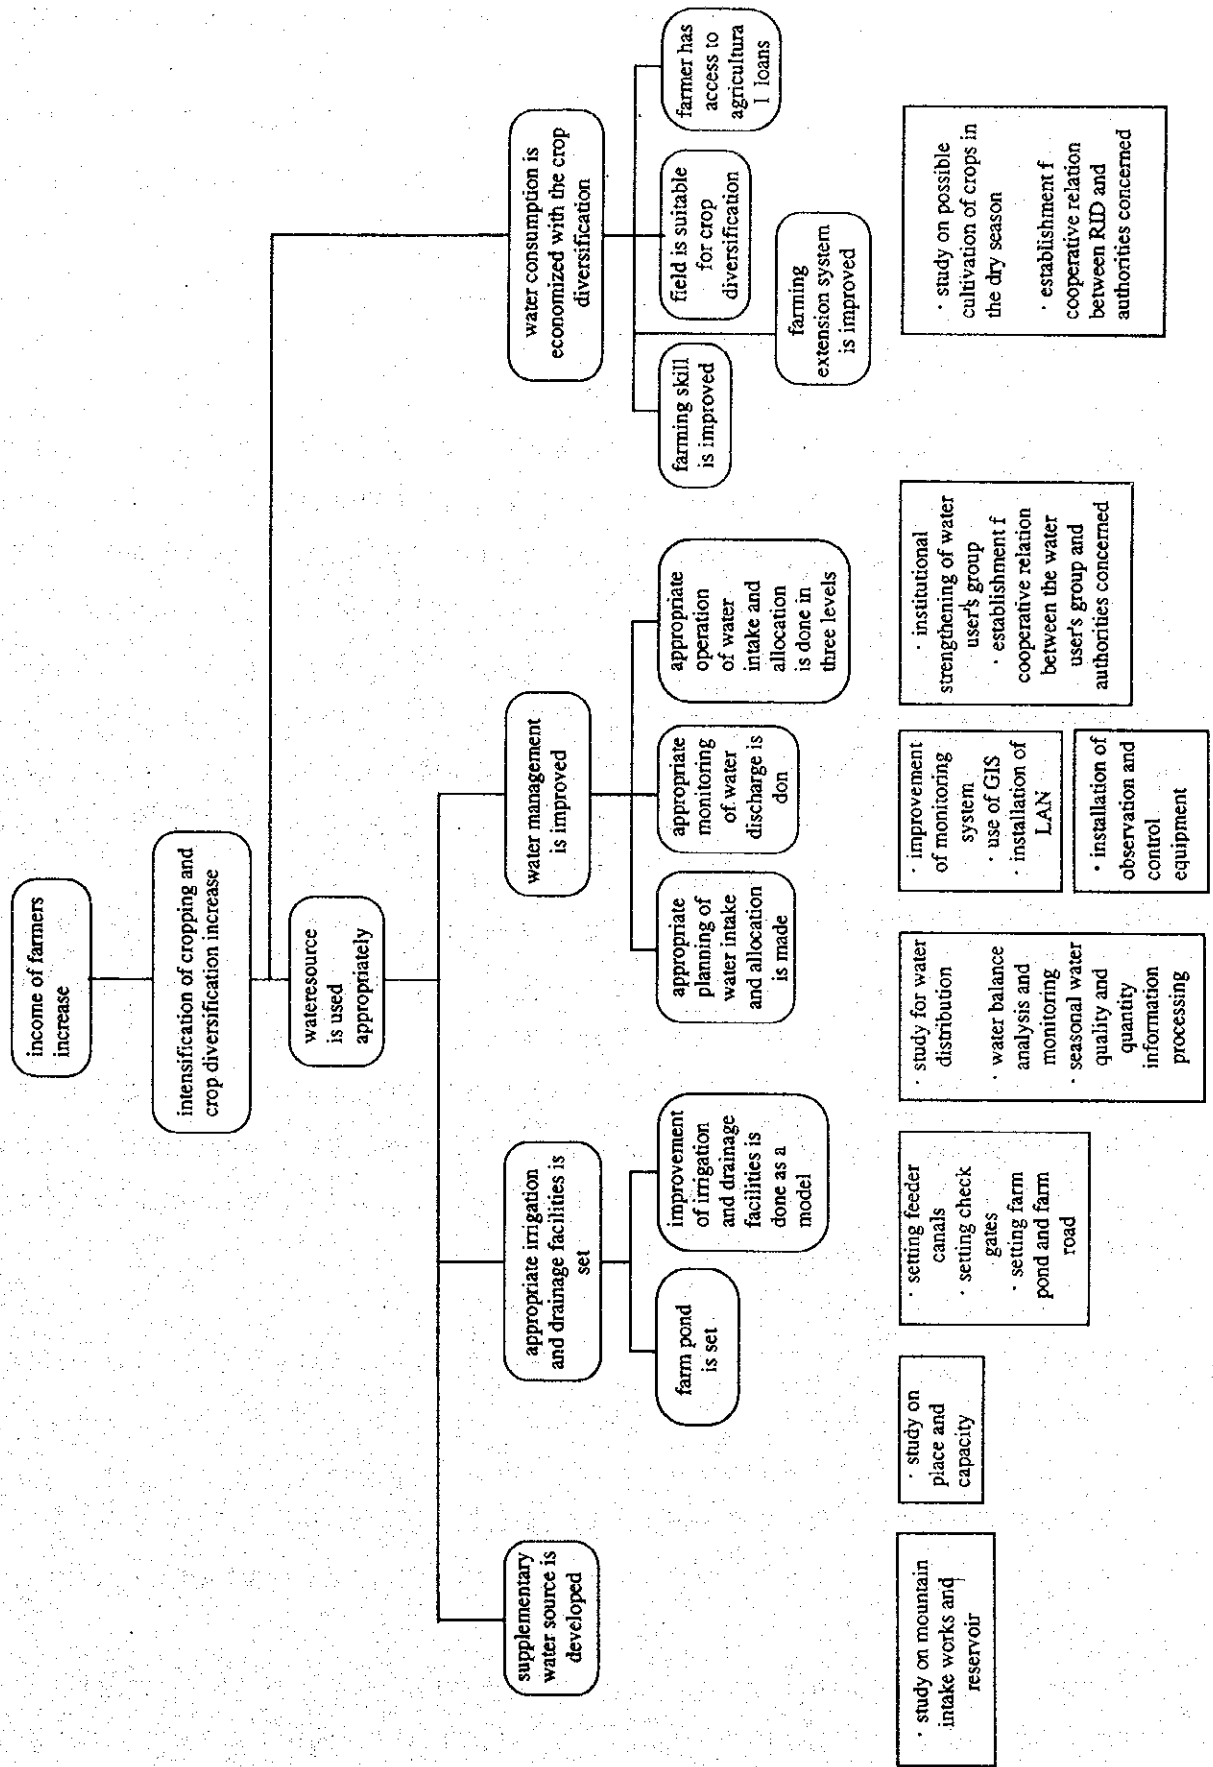 income of farmers
increase
intensification of cropping and
crop diversification increase
wateresource
is used
appropriately
supplementary
water source is
developed
appropriate irrigation
and drainage facilities is
set
water management
is improved
water consumption is
economized with the crop
diversification
farm pond
is set
improvement
of irrigation
and drainage
facilities is
done as a
model
appropriate
planning of
water intake
and allocation
is made
appropriate
monitoring
of water
discharge is
don
appropriate
operation
of water
intake and
allocation
is done in
three levels
farming skill
is improved
farming
extension system
is improved
field is suitable
for crop
diversification
farmer has
access to
agricultura
l loans
· study on mountain
intake works and
reservoir
· study on
place and
capacity
· setting feeder
canals
· setting check
gates
· setting farm
pond and farm
road
· study for water
distribution
· water balance
analysis and
monitoring
· seasonal water
quality and
quantity
information
processing
· improvement
of monitoring
system
· use of GIS
· installation of
LAN
· installation of
observation and
control
equipment
· institutional
strengthening of water
user's group
· establishment f
cooperative relation
between the water
user's group and
authorities concerned
· study on possible
cultivation of crops in
the dry season
· establishment f
cooperative relation
between RID and
authorities concerned